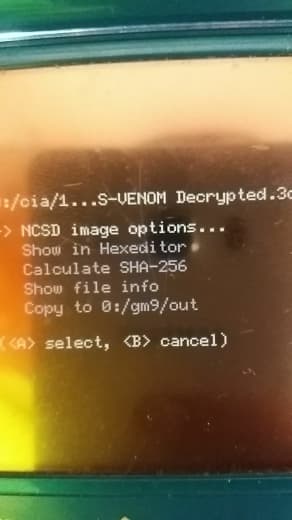 :/cia/1...S-VENOM Decrypted.3
-> NCSD image options...
Show in Hexeditor
Calculate SHA-256
Show file info
Copy to 0:/gm9/out
(<A> select, <B> cancel)